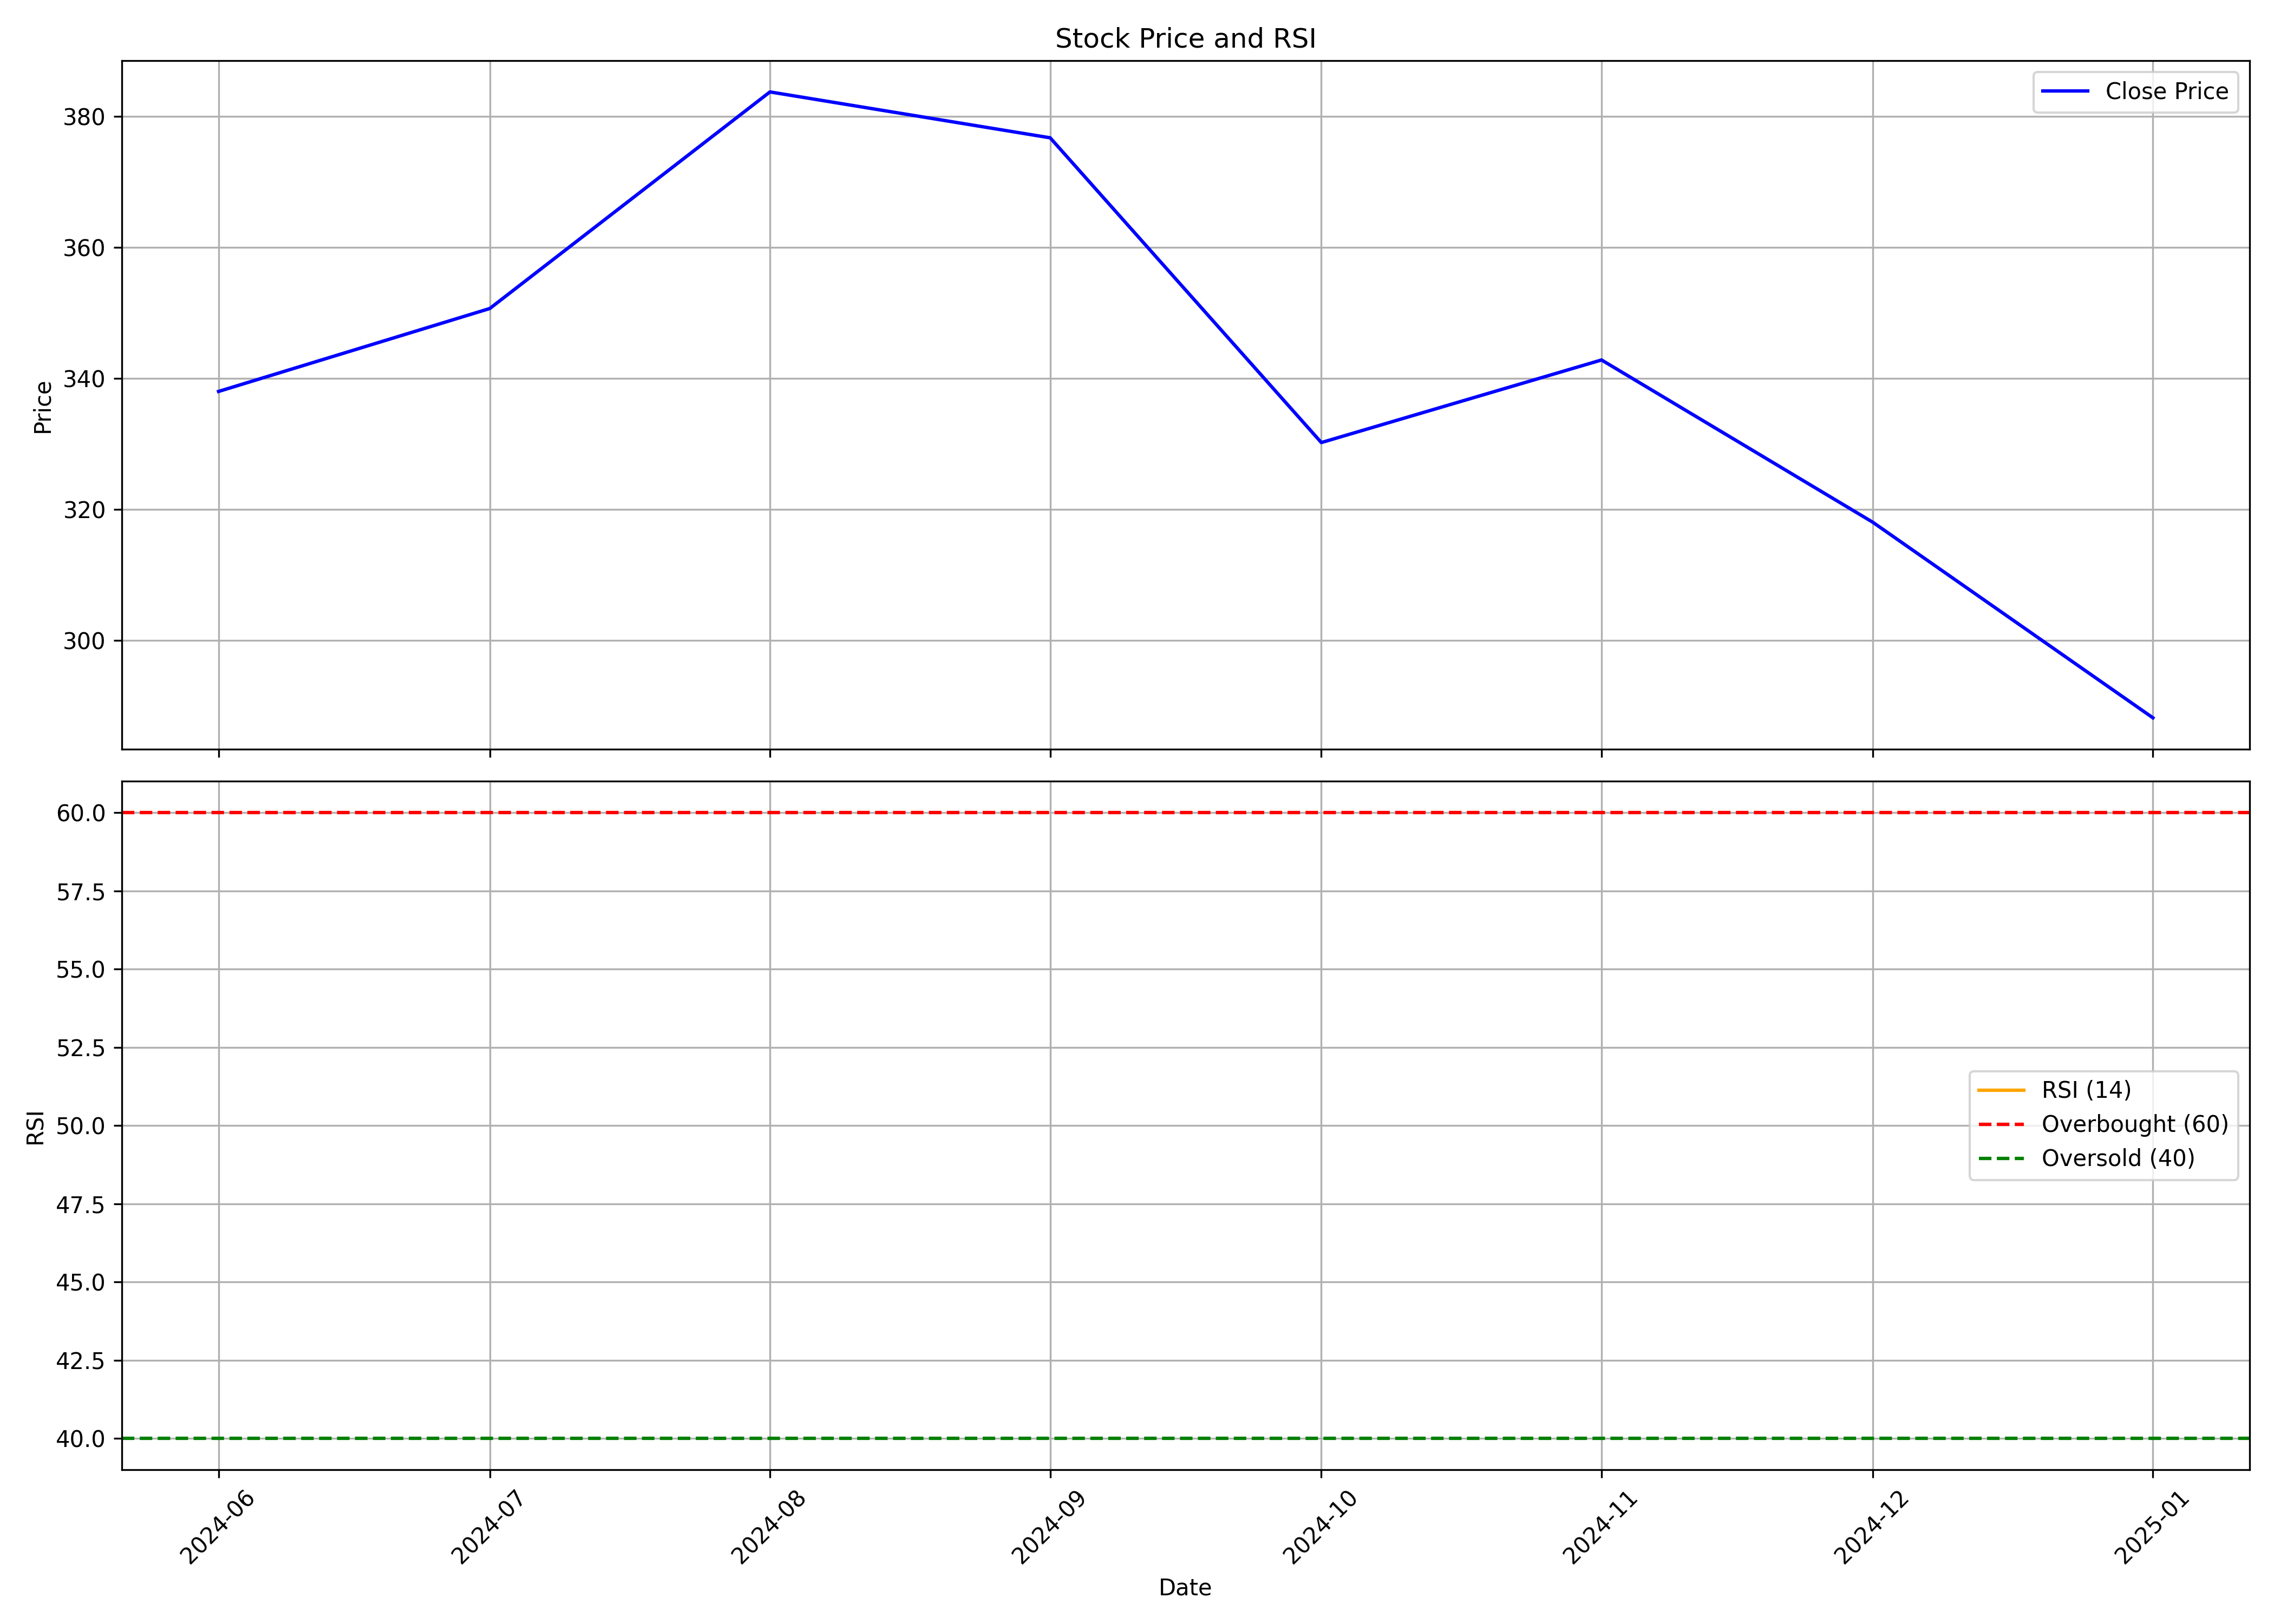 Stock Price and RSI
Close Price
Price
380
360
340
320
300
RSI
60.0
57.5
55.0
52.5
50.0
47.5
45.0
42.5
40.0
RSI (14)
Overbought (60)
Oversold (40)
2024-06
2024-07
2024-08
2024-09
2024-10
2024-11
2024-12
2025-01
Date